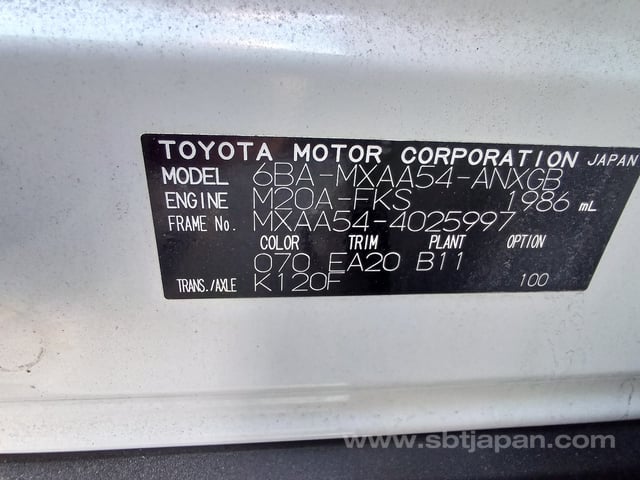 TOYOTA MOTOR CORPORATION JAPAN
MODEL 6BA-MXAA54-ANXGB
ENGINE M20A-FKS 1986 mL
FRAME No. MXAA54-4025997
COLOR TRIM PLANT OPTION
070 EA20 B11
TRANS./AXLE K120F 100
www.sbtjapan.com